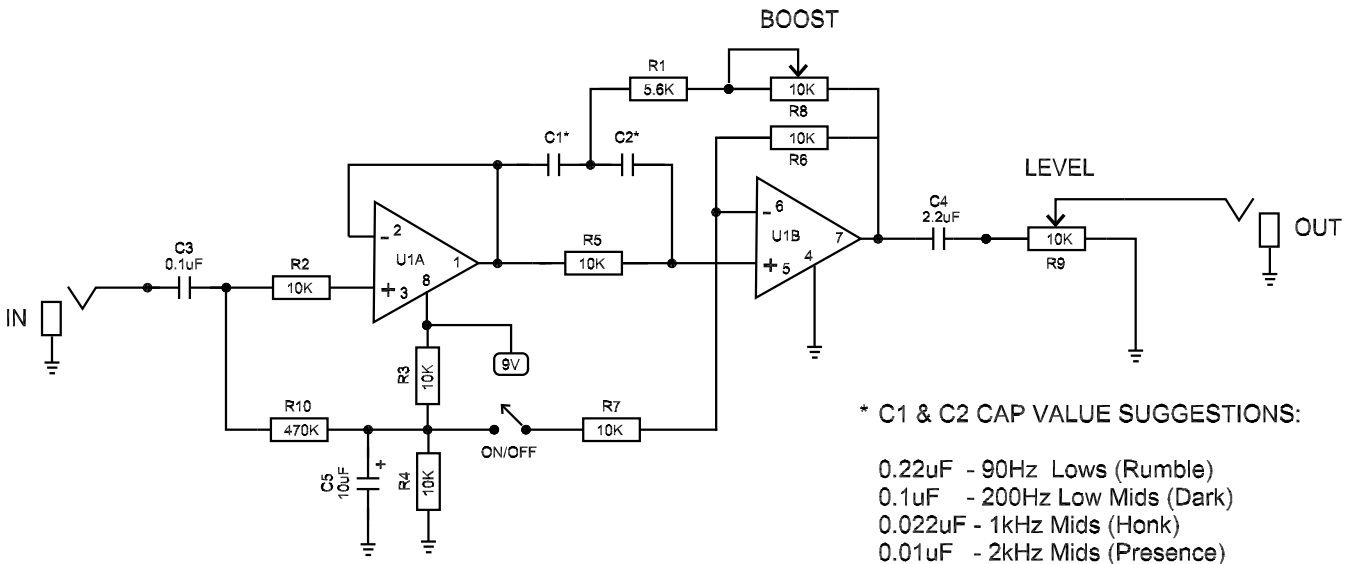 BOOST
R1
5.6K
10K
R8
C1*
C2*
10K
R6
LEVEL
2
U1A
1
3
8
R5
10K
6
U1B
7
4
5
C4
2.2uF
10K
R9
OUT
C3
0.1uF
R2
10K
IN
R3
10K
9V
R10
470K
ON/OFF
R7
10K
C5
10uF
+
R4
10K
* C1 & C2 CAP VALUE SUGGESTIONS:
0.22uF - 90Hz Lows (Rumble)
0.1uF - 200Hz Low Mids (Dark)
0.022uF - 1kHz Mids (Honk)
0.01uF - 2kHz Mids (Presence)